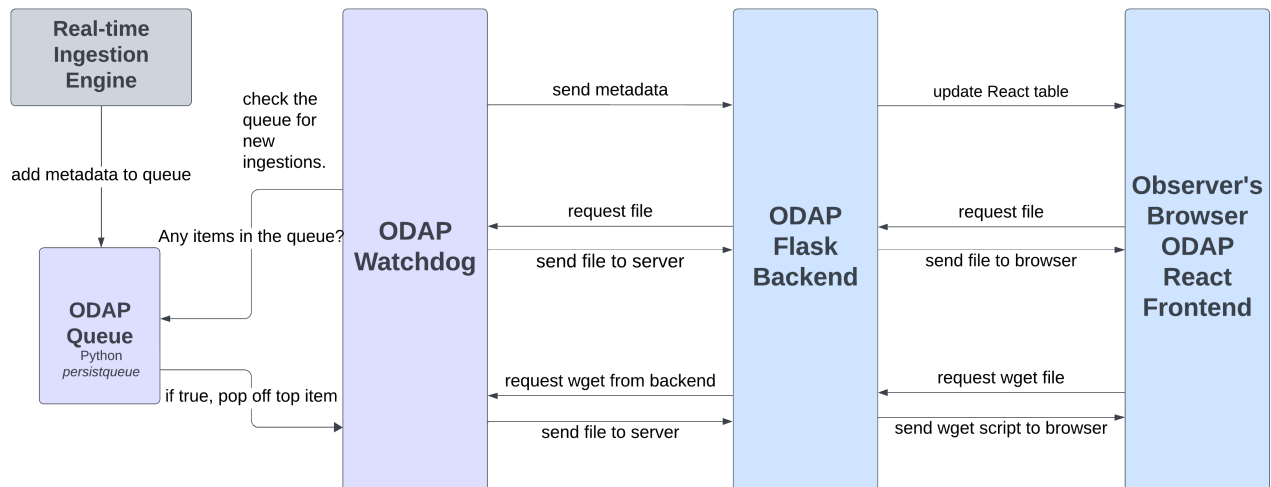 Real-time
Ingestion
Engine
add metadata to queue
check the
queue for
new
ingestions.
Any items in the queue?
ODAP
Queue
Python
persistqueue
if true, pop off top item
ODAP
Watchdog
send metadata
request file
send file to server
request wget from backend
send file to server
ODAP
Flask
Backend
update React table
request file
send file to browser
request wget file
send wget script to browser
Observer's
Browser
ODAP
React
Frontend